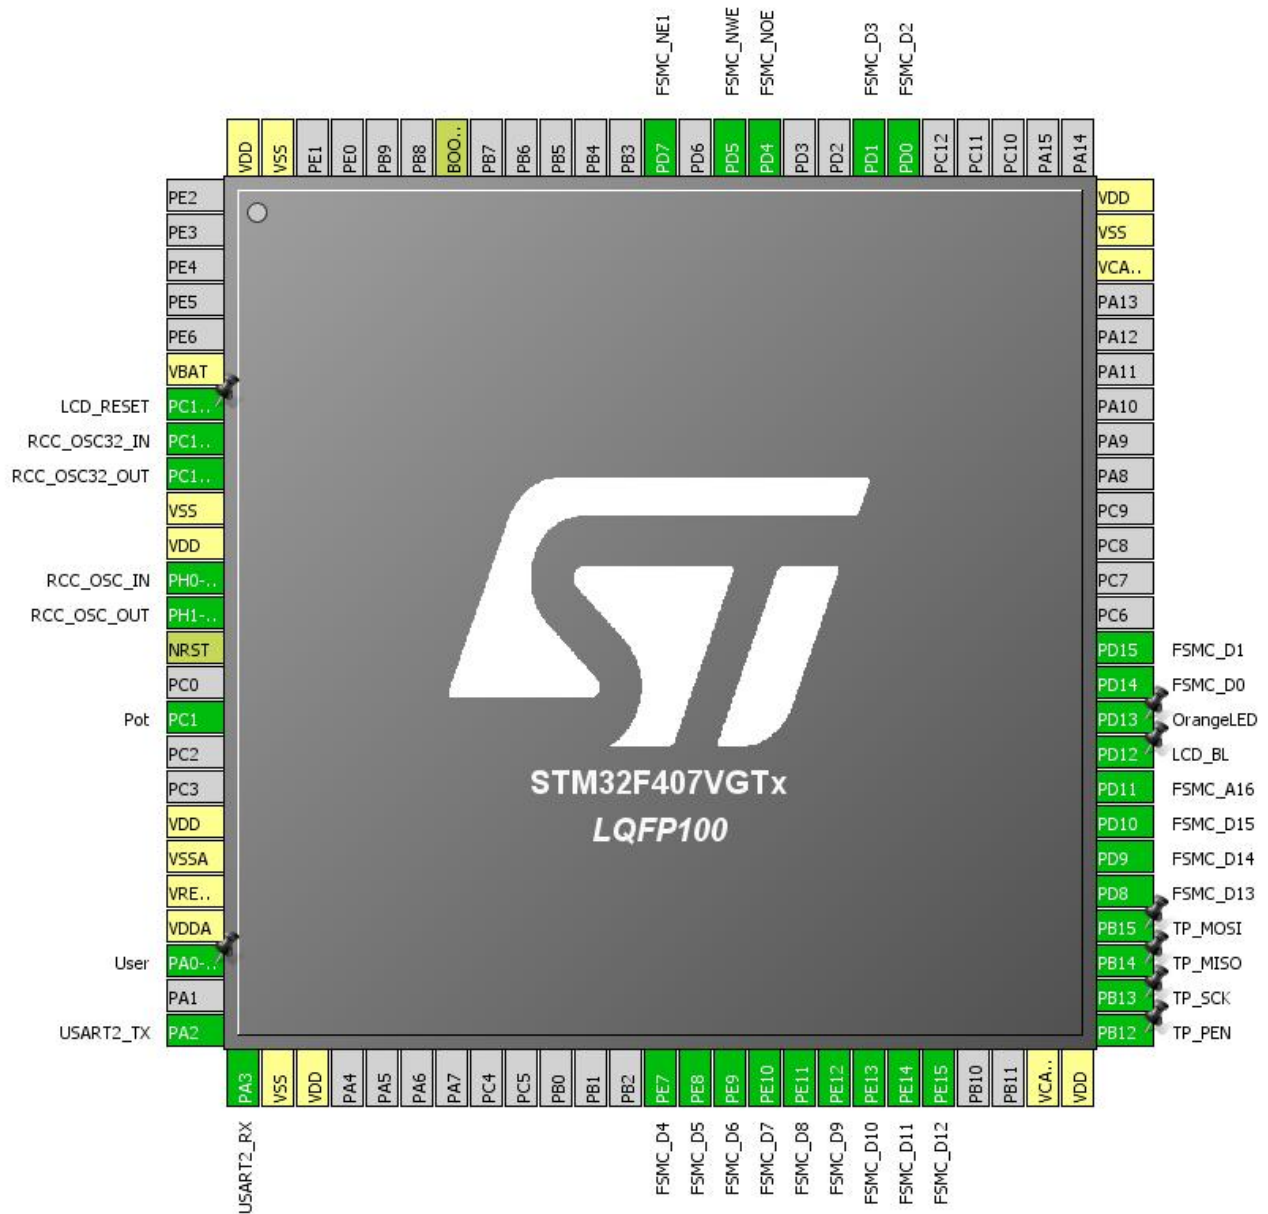 FSMC_NE1
FSMC_NWE
FSMC_NOE
FSMC_D3
FSMC_D2
VDD
VSS
PE1
PE0
PB9
PB8
BOO..
PB7
PB6
PB5
PB4
PB3
PD7
PD6
PD5
PD4
PD3
PD2
PD1
PD0
PC12
PC11
PC10
PA15
PA14
PE2
PE3
PE4
PE5
PE6
VBAT
LCD_RESET PC1..
RCC_OSC32_IN PC1..
RCC_OSC32_OUT PC1..
VSS
VDD
RCC_OSC_IN PH0-..
RCC_OSC_OUT PH1-..
NRST
PC0
Pot PC1
PC2
PC3
VDD
VSSA
VRE..
VDDA
User PA0-..
PA1
USART2_TX PA2
ST
STM32F407VGTx
LQFP100
VDD
VSS
VCA..
PA13
PA12
PA11
PA10
PA9
PA8
PC9
PC8
PC7
PC6
PD15 FSMC_D1
PD14 FSMC_D0
PD13 OrangeLED
PD12 LCD_BL
PD11 FSMC_A16
PD10 FSMC_D15
PD9 FSMC_D14
PD8 FSMC_D13
PB15 TP_MOSI
PB14 TP_MISO
PB13 TP_SCK
PB12 TP_PEN
PA3
VSS
VDD
PA4
PA5
PA6
PA7
PC4
PC5
PB0
PB1
PB2
PE7
PE8
PE9
PE10
PE11
PE12
PE13
PE14
PE15
PB10
PB11
VCA..
VDD
USART2_RX
FSMC_D4
FSMC_D5
FSMC_D6
FSMC_D7
FSMC_D8
FSMC_D9
FSMC_D10
FSMC_D11
FSMC_D12